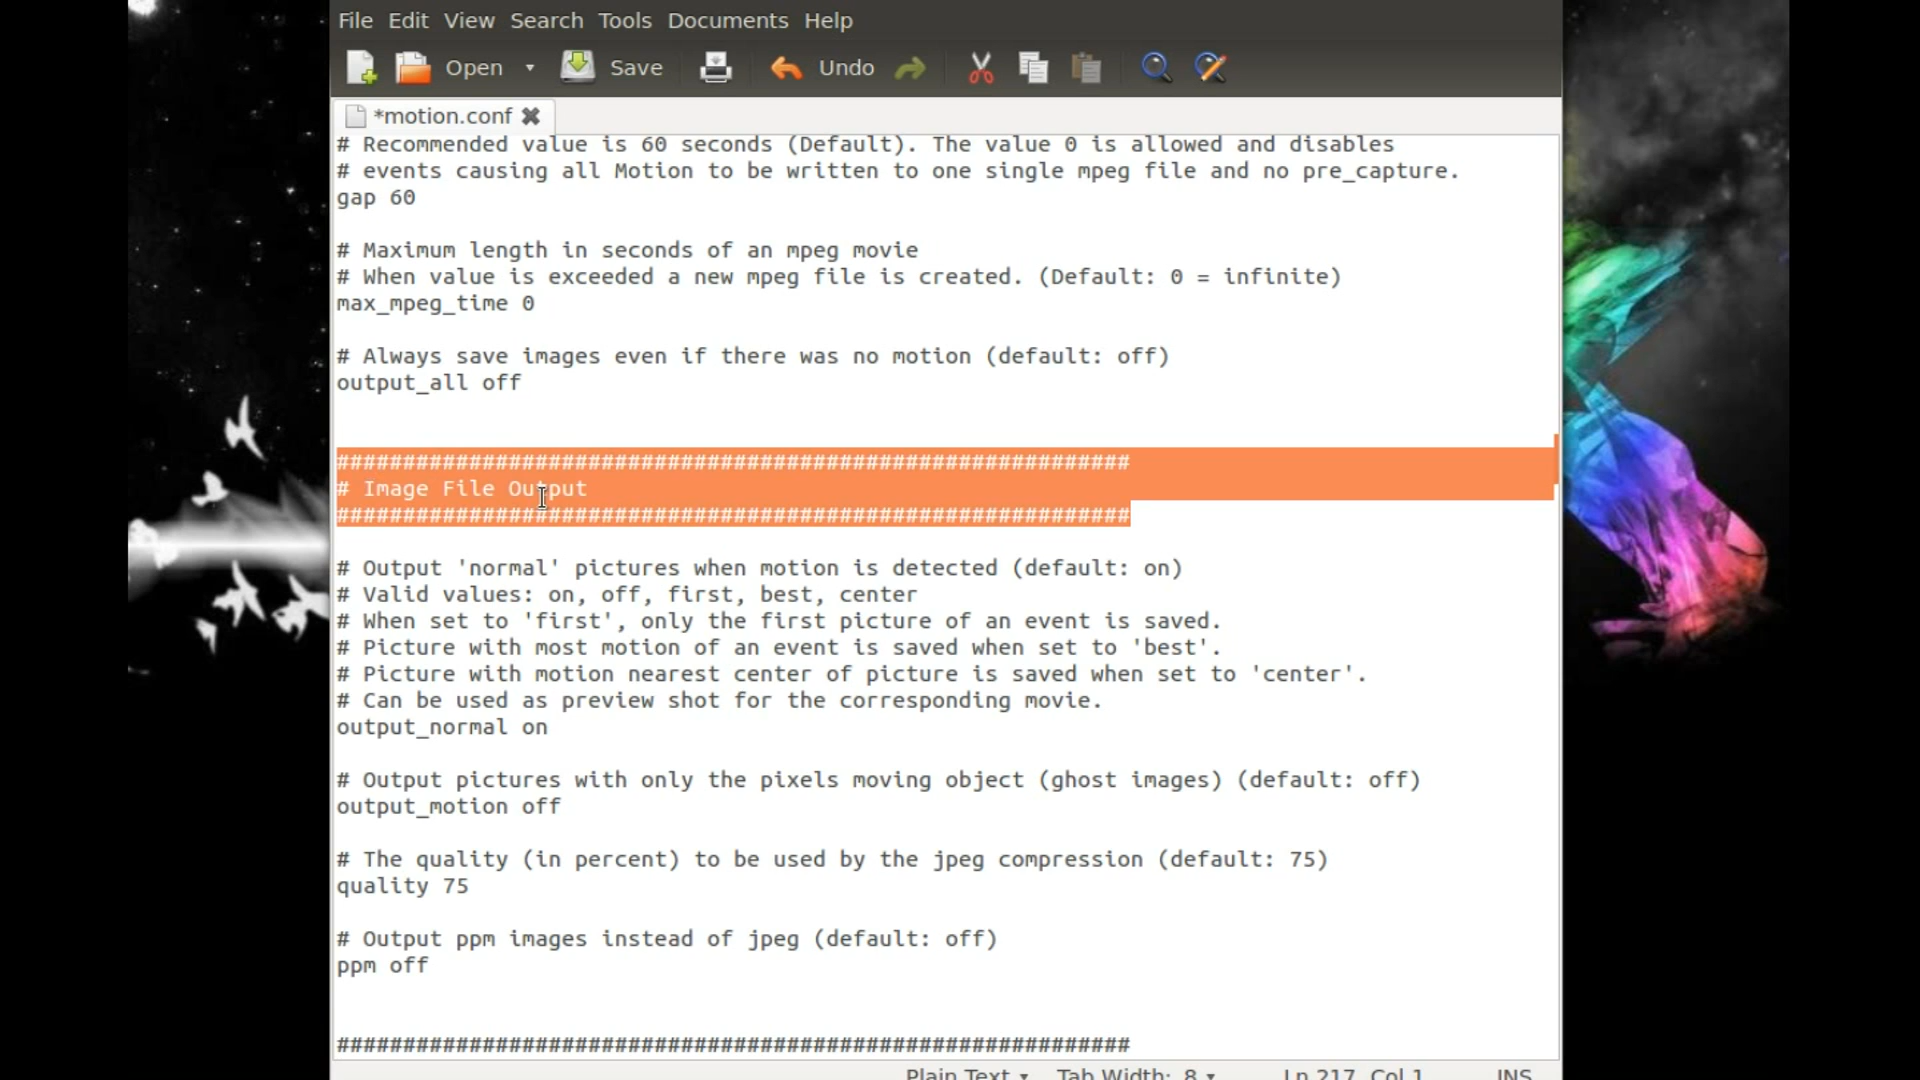 File Edit View Search Tools Documents Help
Open Save Undo
*motion.conf
# Recommended value is 60 seconds (Default). The value 0 is allowed and disables
# events causing all Motion to be written to one single mpeg file and no pre_capture.
gap 60
# Maximum length in seconds of an mpeg movie
# When value is exceeded a new mpeg file is created. (Default: 0 = infinite)
max_mpeg_time 0
# Always save images even if there was no motion (default: off)
output_all off
############################################################
# Image File Output
############################################################
# Output 'normal' pictures when motion is detected (default: on)
# Valid values: on, off, first, best, center
# When set to 'first', only the first picture of an event is saved.
# Picture with most motion of an event is saved when set to 'best'.
# Picture with motion nearest center of picture is saved when set to 'center'.
# Can be used as preview shot for the corresponding movie.
output_normal on
# Output pictures with only the pixels moving object (ghost images) (default: off)
output_motion off
# The quality (in percent) to be used by the jpeg compression (default: 75)
quality 75
# Output ppm images instead of jpeg (default: off)
ppm off
############################################################
Plain Text Tab Width: 8 Ln 217, Col 1 INS